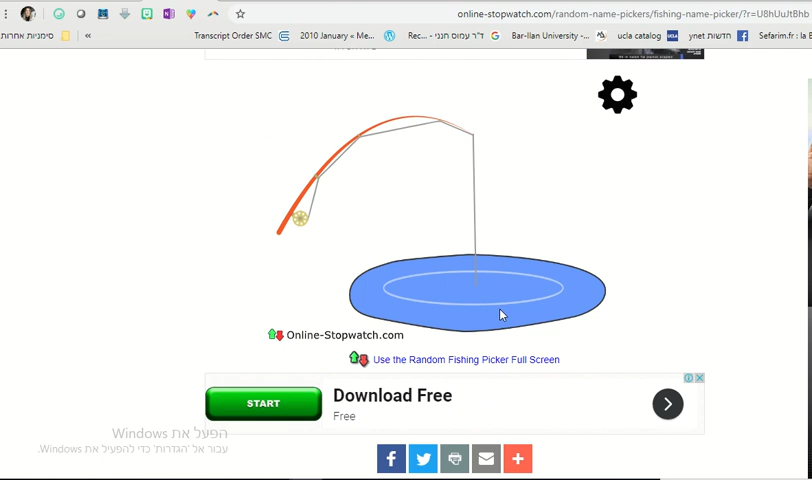 online-stopwatch.com/random-name-pickers/fishing-name-picker/?r=U8hUuJtBhb
סימניות אחרות
«
Transcript Order SMC
2010 January « Me...
Rec...
ד"ר עמוס חנני - G
Bar-Ilan University -...
ucla catalog
ynet חדשות
Sefarim.fr : la B
Online-Stopwatch.com
Use the Random Fishing Picker Full Screen
START
Download Free
Free
הפעל את Windows
עבור אל 'הגדרות' כדי להפעיל את Windows.